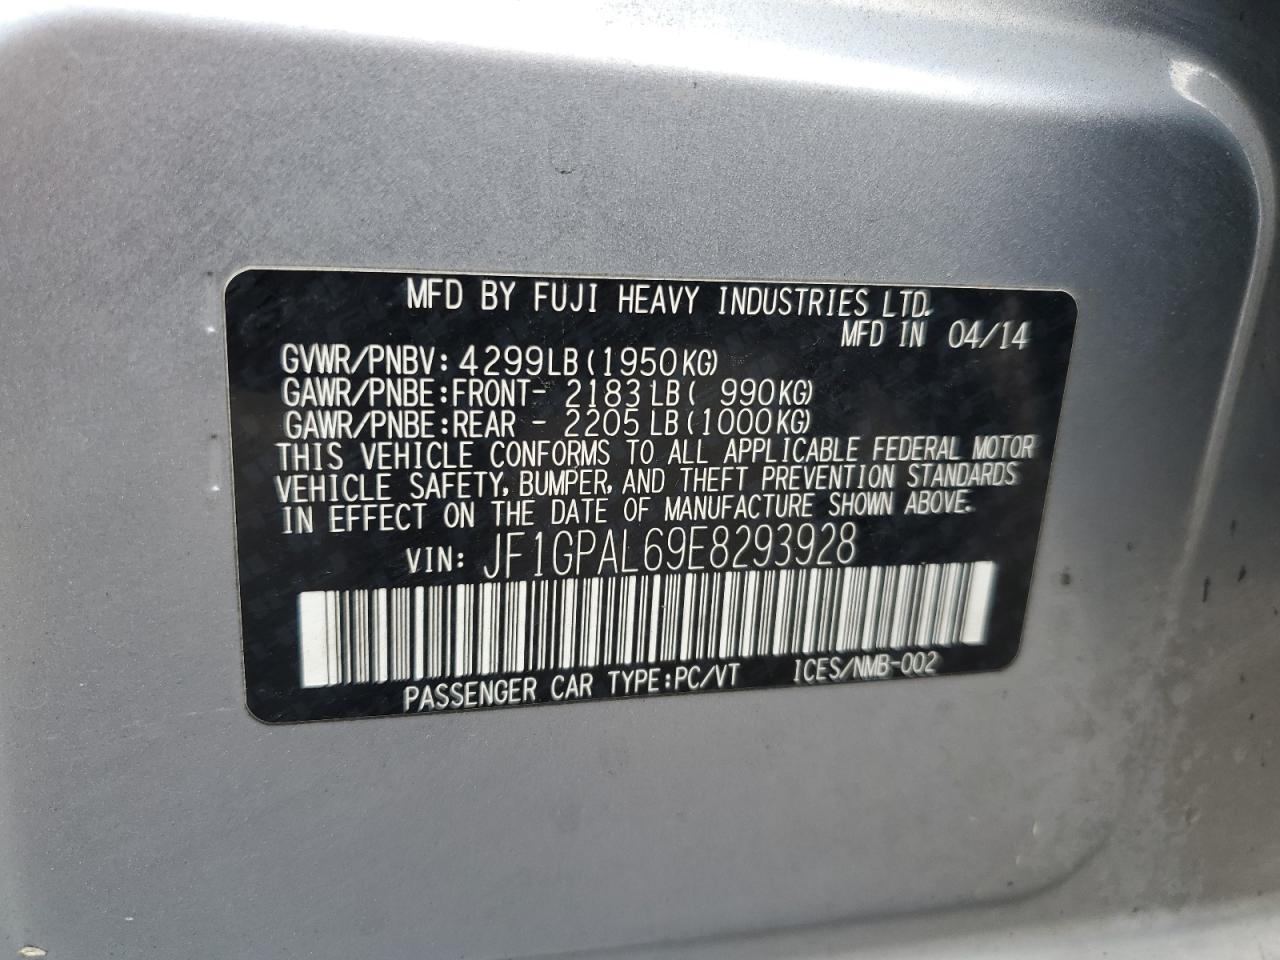 MFD BY FUJI HEAVY INDUSTRIES LTD.
MFD IN 04/14
GVWR/PNBV: 4299LB (1950KG)
GAWR/PNBE:FRONT- 2183LB ( 990KG)
GAWR/PNBE:REAR - 2205LB (1000KG)
THIS VEHICLE CONFORMS TO ALL APPLICABLE FEDERAL MOTOR
VEHICLE SAFETY, BUMPER, AND THEFT PREVENTION STANDARDS
IN EFFECT ON THE DATE OF MANUFACTURE SHOWN ABOVE.
VIN: JF1GPAL69E8293928
PASSENGER CAR TYPE:PC/VT ICES/NMB-002